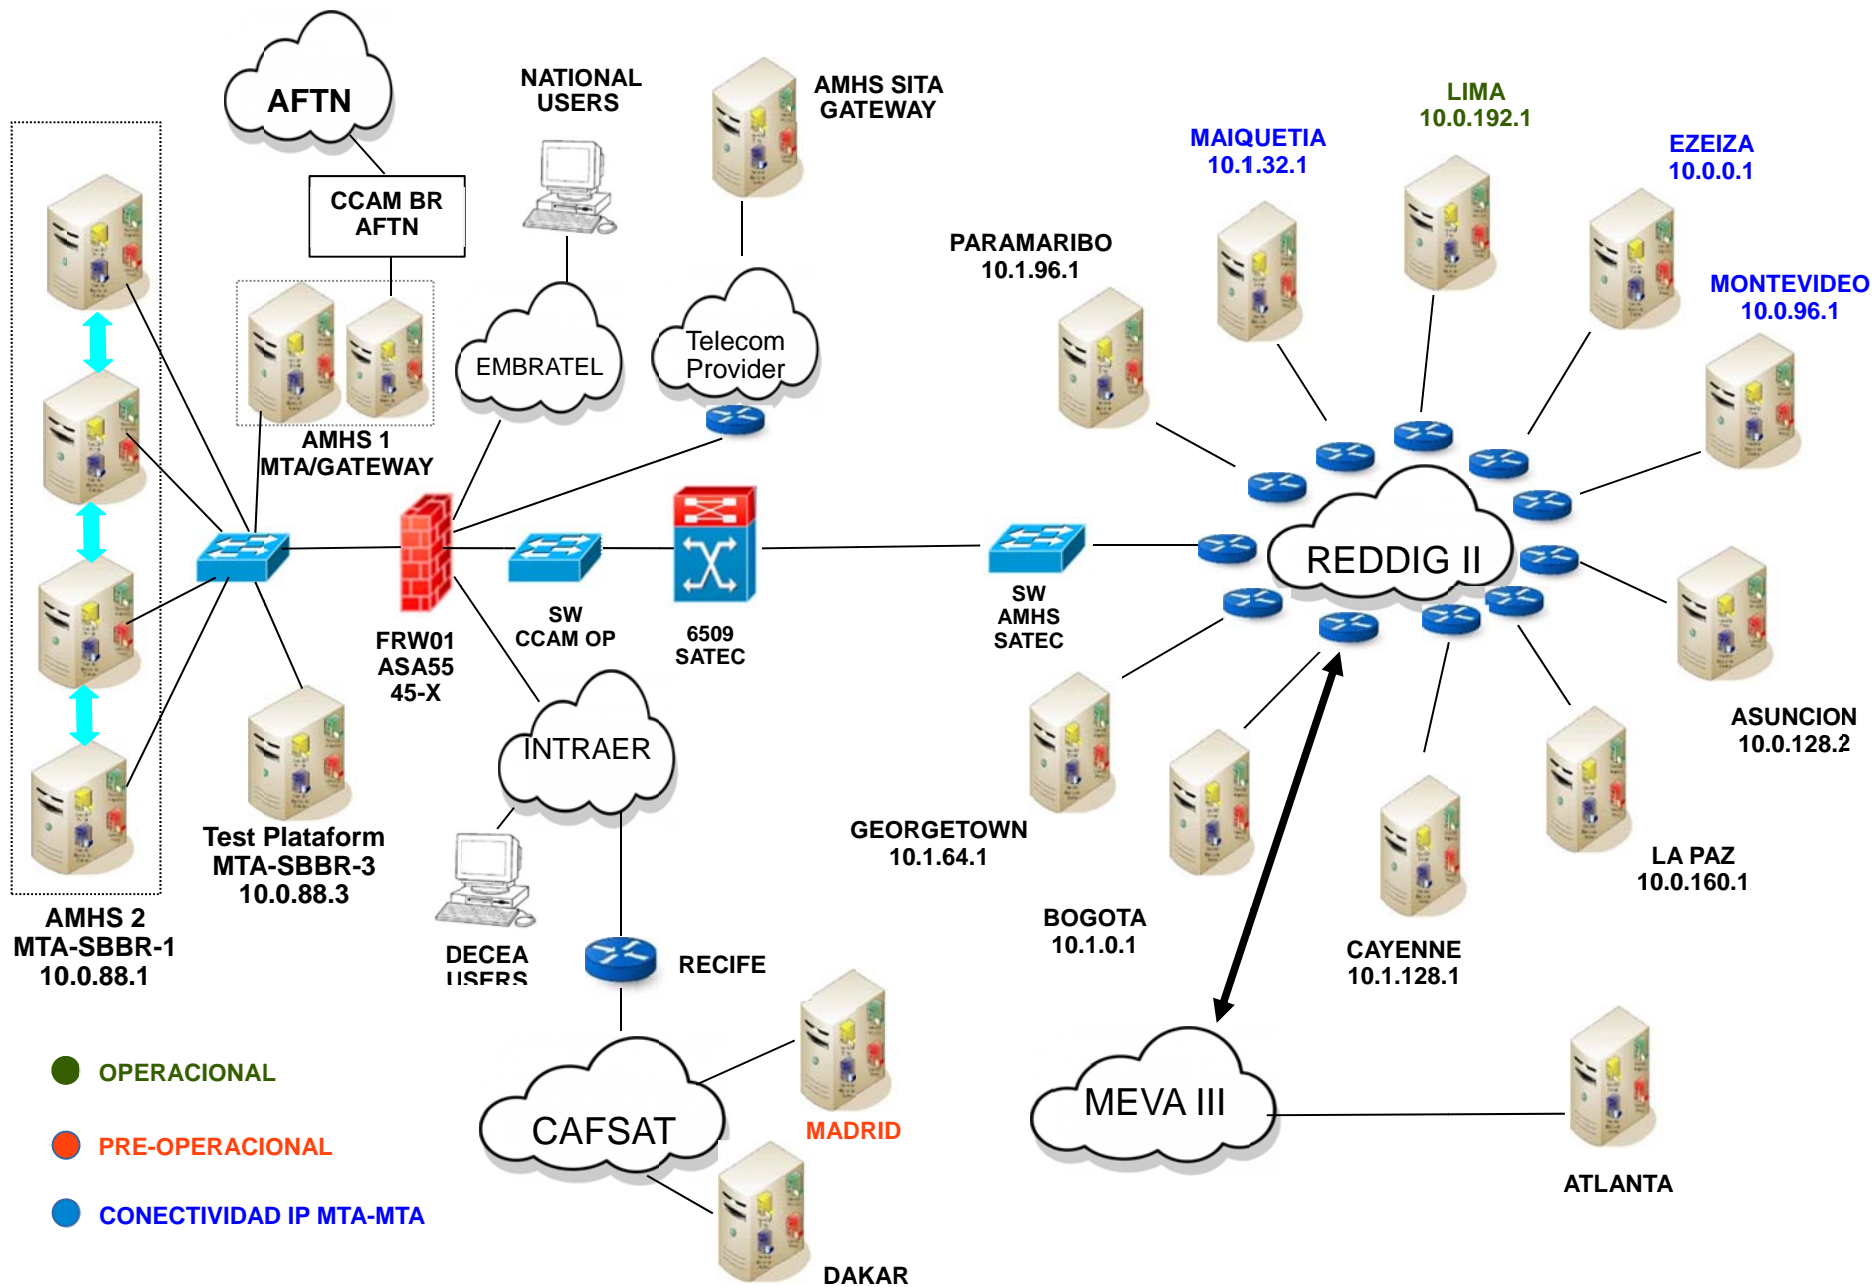 AFTN
NATIONAL
USERS
AMHS SITA
GATEWAY
LIMA
10.0.192.1
MAIQUETIA
10.1.32.1
EZEIZA
10.0.0.1
CCAM BR
AFTN
PARAMARIBO
10.1.96.1
MONTEVIDEO
10.0.96.1
EMBRATEL
Telecom
Provider
AMHS 1
MTA/GATEWAY
REDDIG II
FRW01
ASA55
45-X
SW
CCAM OP
6509
SATEC
SW
AMHS
SATEC
INTRAER
ASUNCION
10.0.128.2
GEORGETOWN
10.1.64.1
LA PAZ
10.0.160.1
Test Plataform
MTA-SBBR-3
10.0.88.3
AMHS 2
MTA-SBBR-1
10.0.88.1
DECEA
USERS
RECIFE
BOGOTA
10.1.0.1
CAYENNE
10.1.128.1
OPERACIONAL
PRE-OPERACIONAL
CONECTIVIDAD IP MTA-MTA
CAFSAT
MADRID
DAKAR
MEVA III
ATLANTA